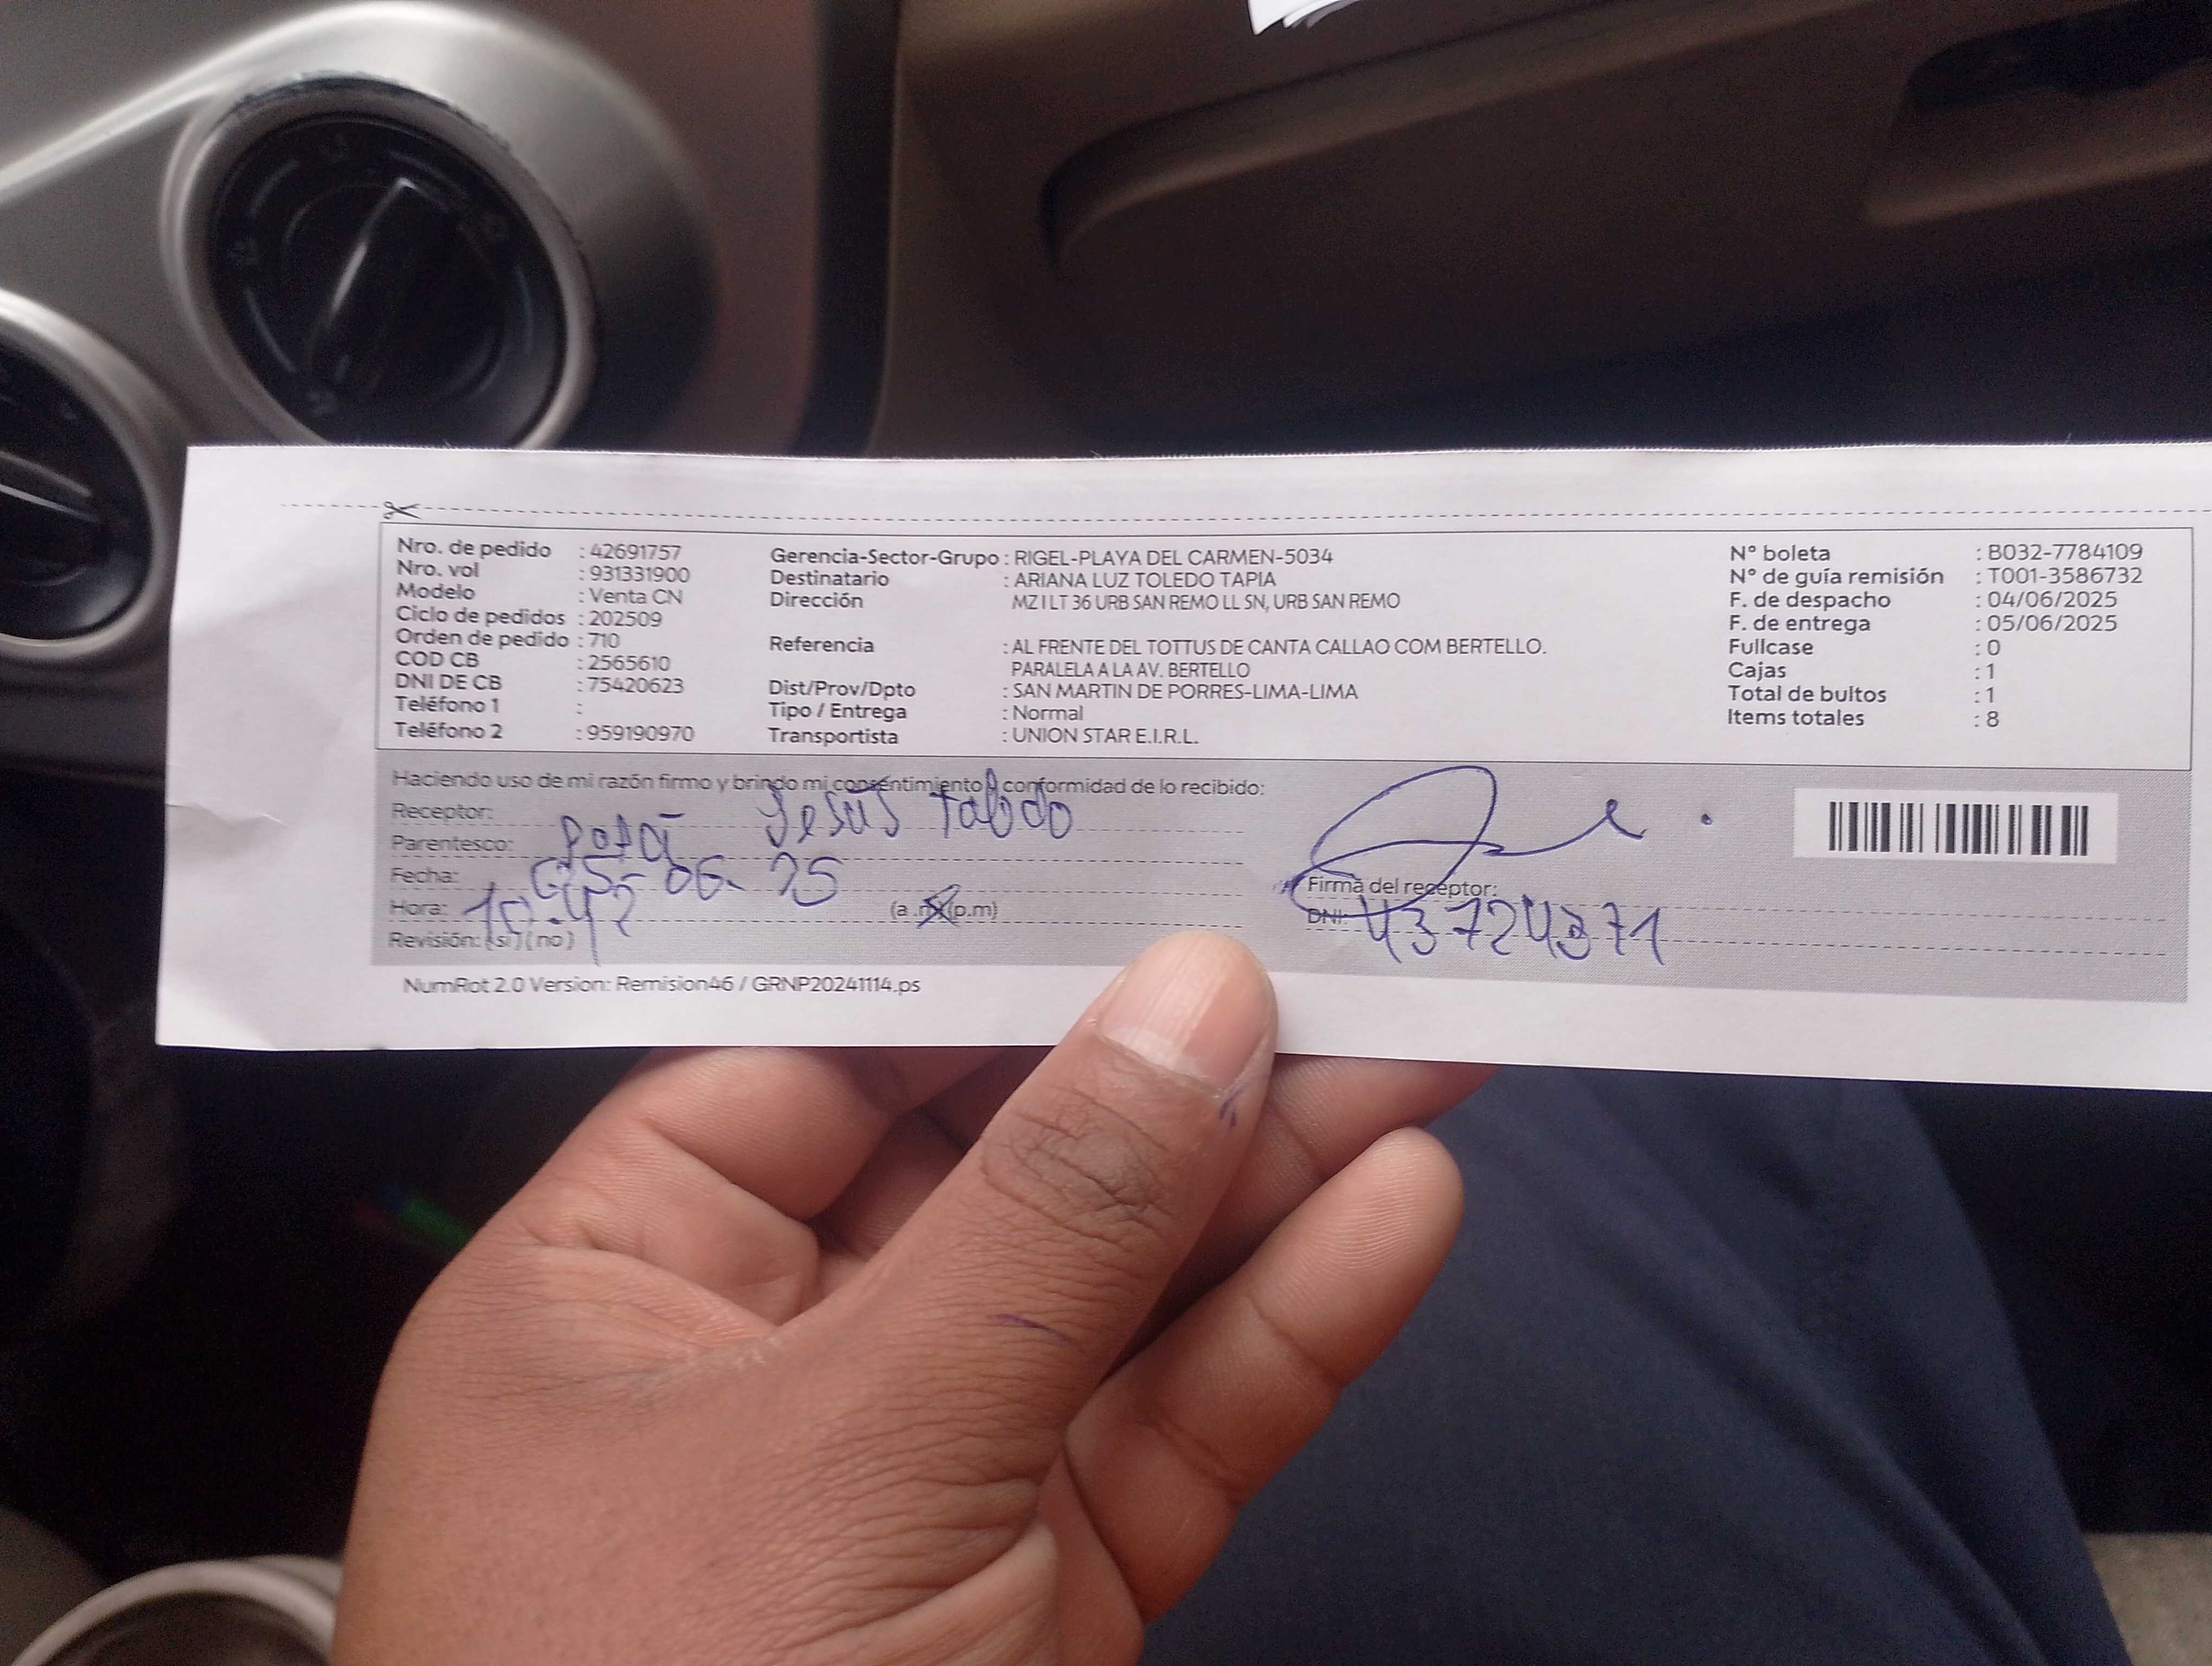 Nro. de pedido : 42691757
Nro. vol : 931331900
Modelo : Venta CN
Ciclo de pedidos : 202509
Orden de pedido : 710
COD CB : 2565610
DNI DE CB : 75420623
Teléfono 1 :
Teléfono 2 : 959190970
Gerencia-Sector-Grupo : RIGEL-PLAYA DEL CARMEN-5034
Destinatario : ARIANA LUZ TOLEDO TAPIA
Dirección MZ I LT 36 URB SAN REMO LL SN, URB SAN REMO
Referencia : AL FRENTE DEL TOTTUS DE CANTA CALLAO COM BERTELLO.
PARALELA A LA AV. BERTELLO
Dist/Prov/Dpto : SAN MARTIN DE PORRES-LIMA-LIMA
Tipo / Entrega : Normal
Transportista : UNION STAR E.I.R.L.
N° boleta : B032-7784109
N° de guía remisión : T001-3586732
F. de despacho : 04/06/2025
F. de entrega : 05/06/2025
Fullcase : 0
Cajas : 1
Total de bultos : 1
Items totales : 8
Haciendo uso de mi razón firmo y brindo mi consentimiento y conformidad de lo recibido:
Receptor: Jesús
Parentesco: Papá
Fecha: 05-06-25
Hora: 10:42 (a.m)(p.m)
Revisión: (si) (no)
Firma del receptor:
DNI: 43724371
NumRot 2.0 Version: Remision46 / GRNP20241114.ps